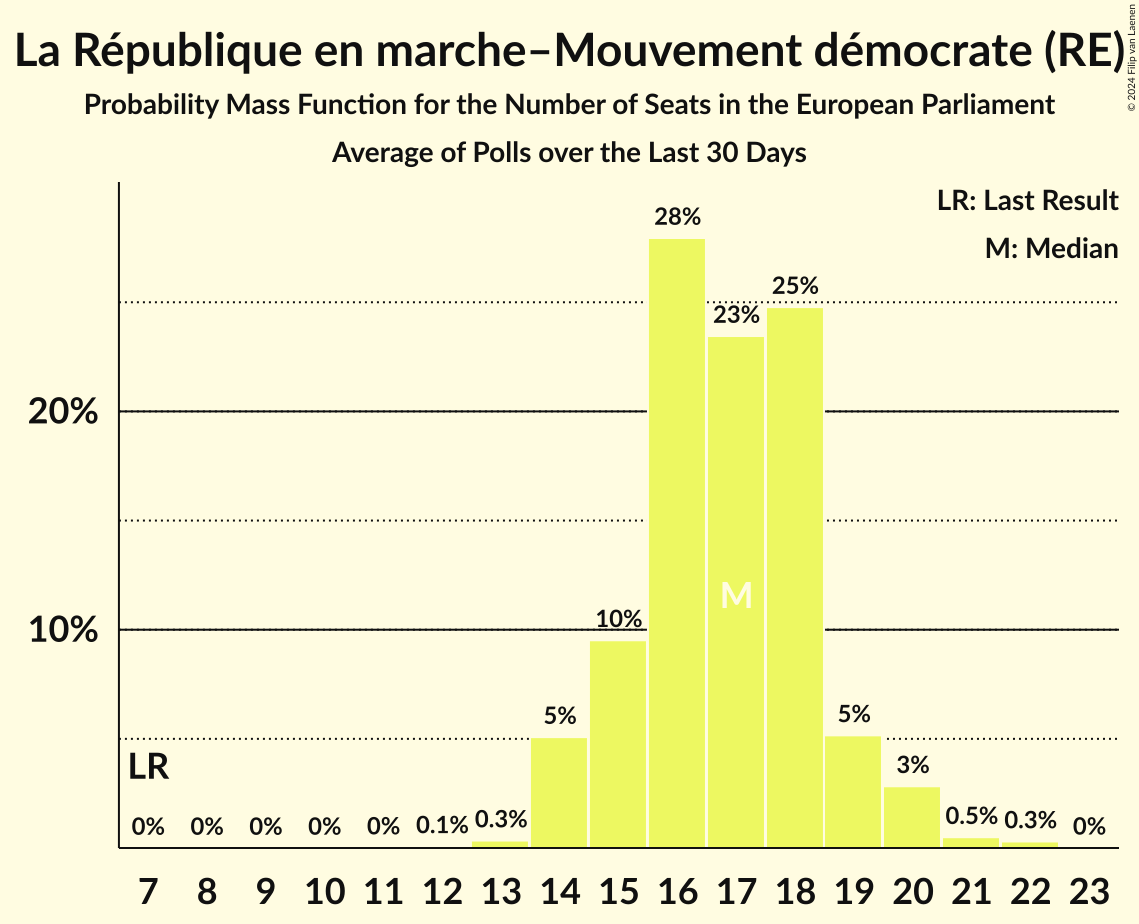 La République en marche–Mouvement démocrate (RE)
© 2024 Filip van Laenen
Probability Mass Function for the Number of Seats in the European Parliament
Average of Polls over the Last 30 Days
LR: Last Result
M: Median
28%
25%
23%
20%
M
10%
10%
5%
5%
3%
LR
0% 0% 0% 0% 0% 0.1% 0.3% 0.5% 0.3% 0%
7 8 9 10 11 12 13 14 15 16 17 18 19 20 21 22 23